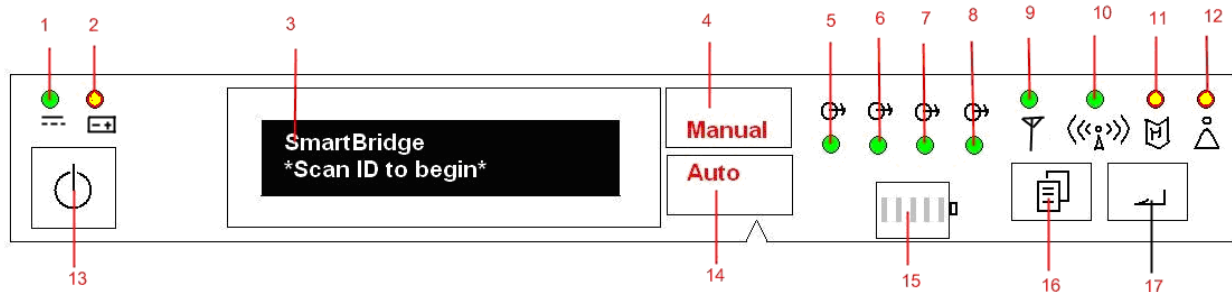 1 2 3 4 5 6 7 8 9 10 11 12
SmartBridge
*Scan ID to begin*
Manual
Auto
H
13 14 15 16 17